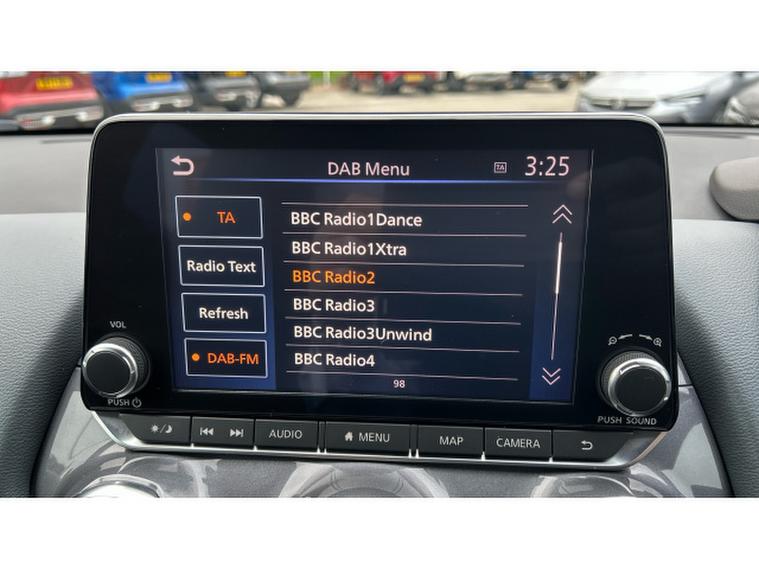 DAB Menu
TA
3:25
TA
Radio Text
Refresh
DAB-FM
BBC Radio1Dance
BBC Radio1Xtra
BBC Radio2
BBC Radio3
BBC Radio3Unwind
BBC Radio4
98
VOL
PUSH
PUSH SOUND
AUDIO
MENU
MAP
CAMERA